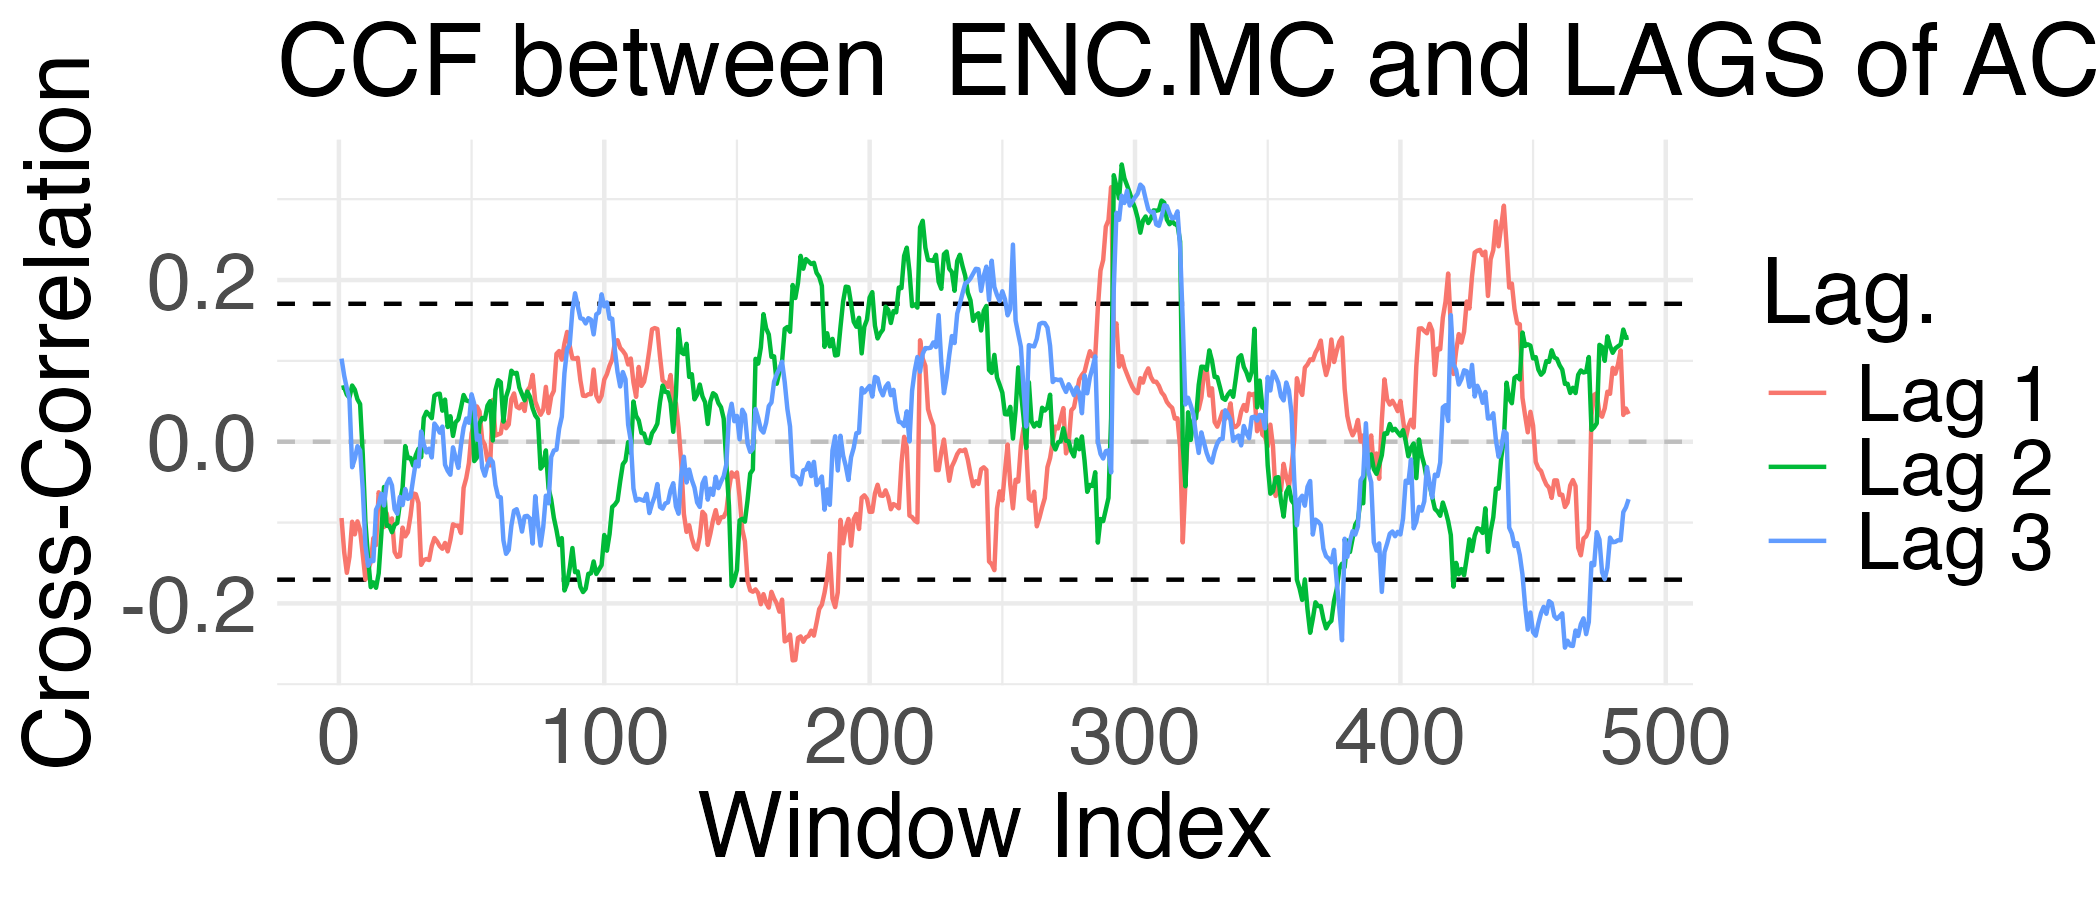 CCF between ENC.MC and LAGS of AC
Cross-Correlation
0.2
0.0
-0.2
0 100 200 300 400 500
Window Index
Lag.
Lag 1
Lag 2
Lag 3